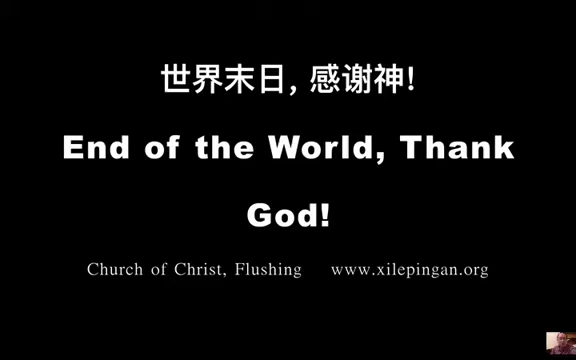 世界末日, 感谢神!
End of the World, Thank
God!
Church of Christ, Flushing www.xilepingan.org